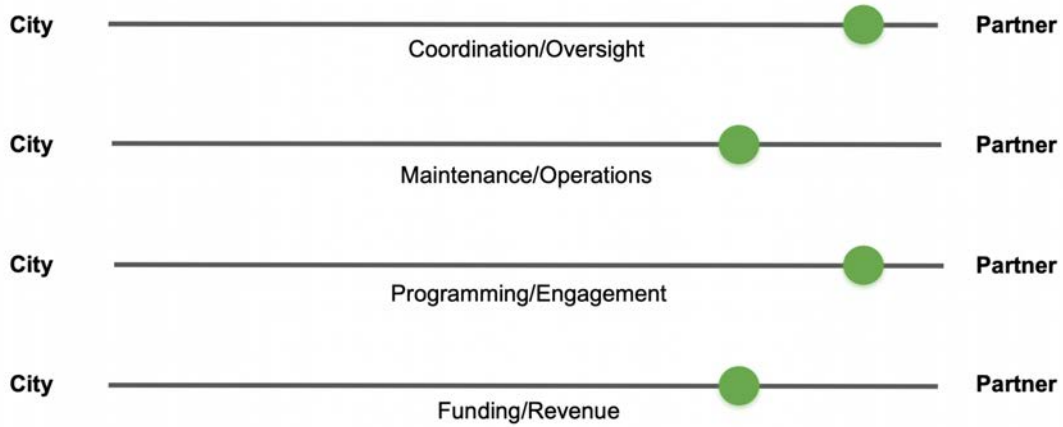 City Partner
Coordination/Oversight
City Partner
Maintenance/Operations
City Partner
Programming/Engagement
City Partner
Funding/Revenue